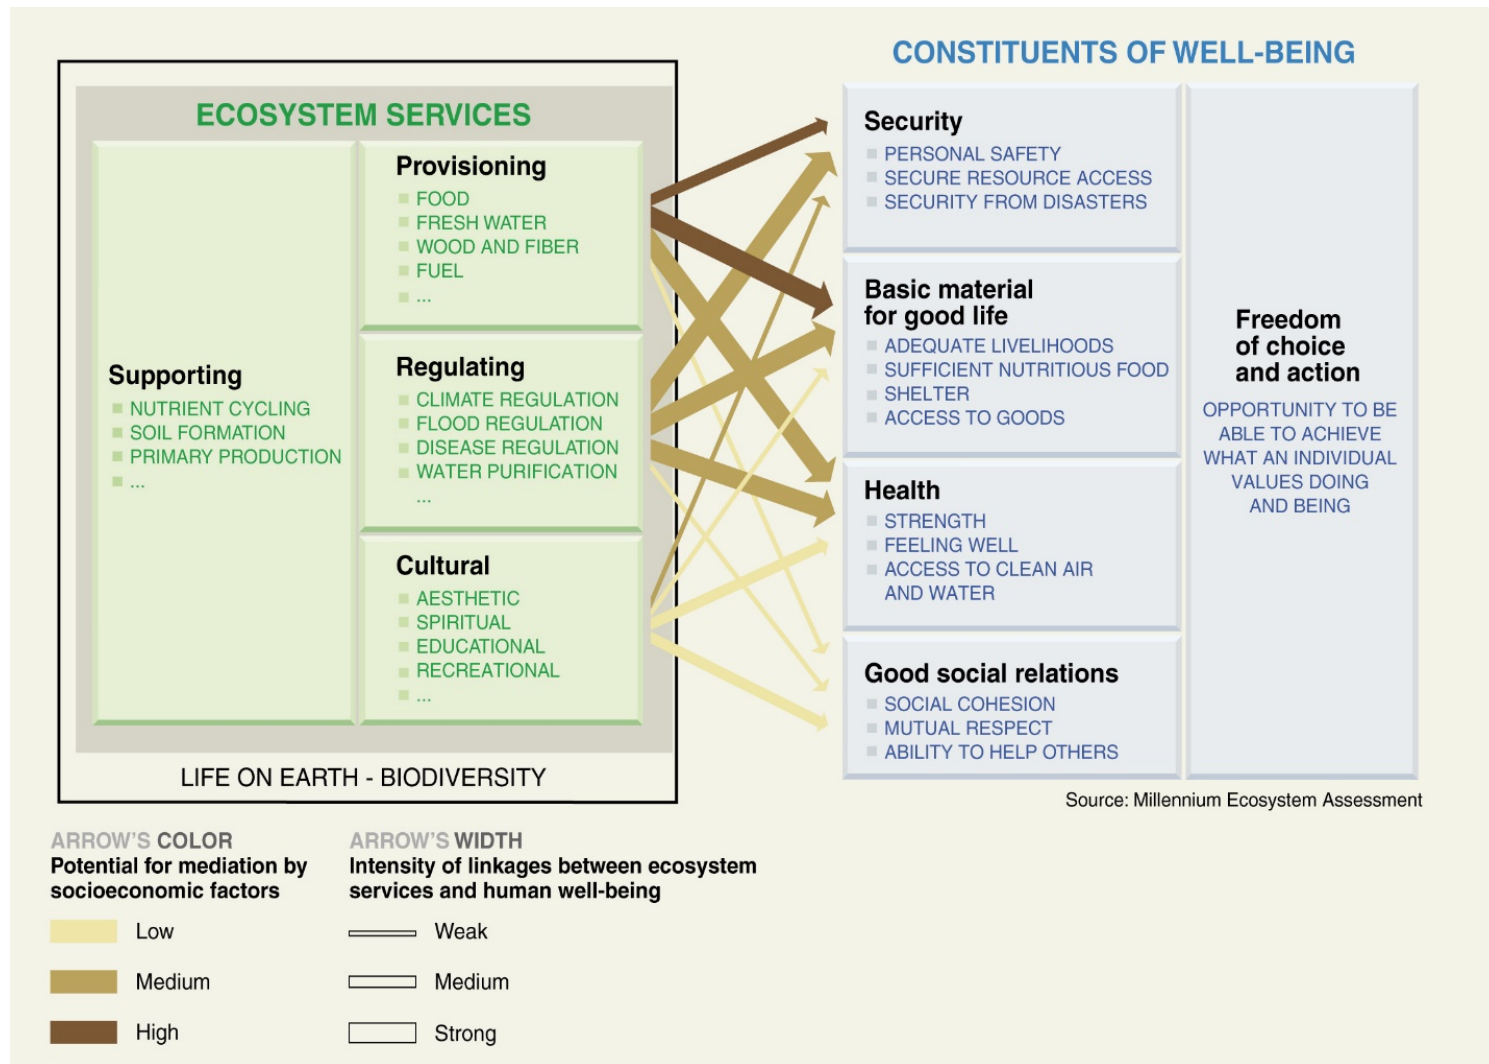 CONSTITUENTS OF WELL-BEING
ECOSYSTEM SERVICES
Supporting
NUTRIENT CYCLING
SOIL FORMATION
PRIMARY PRODUCTION
...
Provisioning
FOOD
FRESH WATER
WOOD AND FIBER
FUEL
...
Regulating
CLIMATE REGULATION
FLOOD REGULATION
DISEASE REGULATION
WATER PURIFICATION
...
Cultural
AESTHETIC
SPIRITUAL
EDUCATIONAL
RECREATIONAL
...
LIFE ON EARTH - BIODIVERSITY
Security
PERSONAL SAFETY
SECURE RESOURCE ACCESS
SECURITY FROM DISASTERS
Basic material
for good life
ADEQUATE LIVELIHOODS
SUFFICIENT NUTRITIOUS FOOD
SHELTER
ACCESS TO GOODS
Health
STRENGTH
FEELING WELL
ACCESS TO CLEAN AIR
AND WATER
Good social relations
SOCIAL COHESION
MUTUAL RESPECT
ABILITY TO HELP OTHERS
Freedom
of choice
and action
OPPORTUNITY TO BE
ABLE TO ACHIEVE
WHAT AN INDIVIDUAL
VALUES DOING
AND BEING
Source: Millennium Ecosystem Assessment
ARROW'S COLOR
Potential for mediation by
socioeconomic factors
Low
Medium
High
ARROW'S WIDTH
Intensity of linkages between ecosystem
services and human well-being
Weak
Medium
Strong